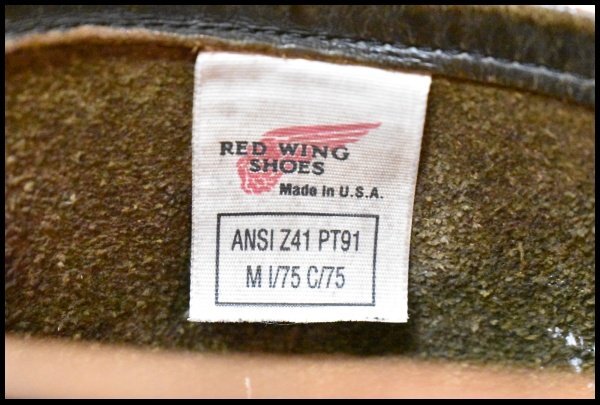 RED WING
SHOES
Made in U.S.A.
ANSI Z41 PT91
M I/75 C/75